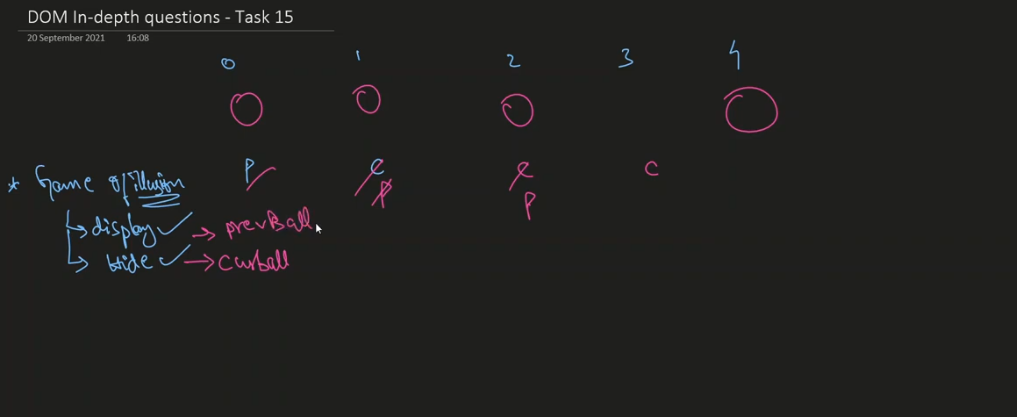 DOM In-depth questions - Task 15
20 September 2021 16:08
0 1 2 3 4
P C C C
P P
* Game of illusion
display → prevBall
hide → curball